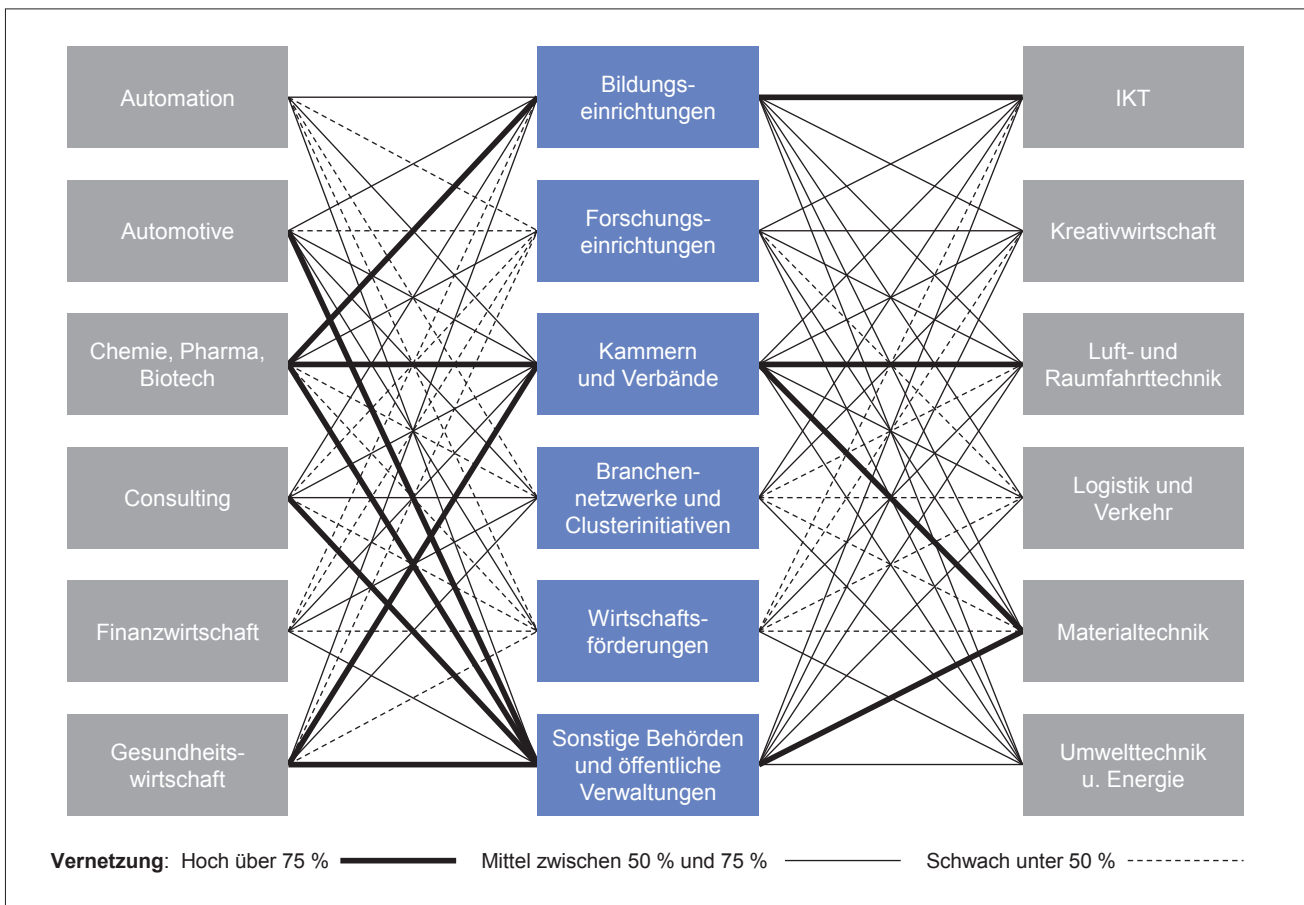 Automation
Bildungs-
einrichtungen
IKT
Automotive
Forschungs-
einrichtungen
Kreativwirtschaft
Chemie, Pharma,
Biotech
Kammern
und Verbände
Luft- und
Raumfahrttechnik
Consulting
Branchen-
netzwerke und
Clusterinitiativen
Logistik und
Verkehr
Finanzwirtschaft
Wirtschafts-
förderungen
Materialtechnik
Gesundheits-
wirtschaft
Sonstige Behörden
und öffentliche
Verwaltungen
Umwelttechnik
u. Energie
Vernetzung: Hoch über 75 % Mittel zwischen 50 % und 75 % Schwach unter 50 %